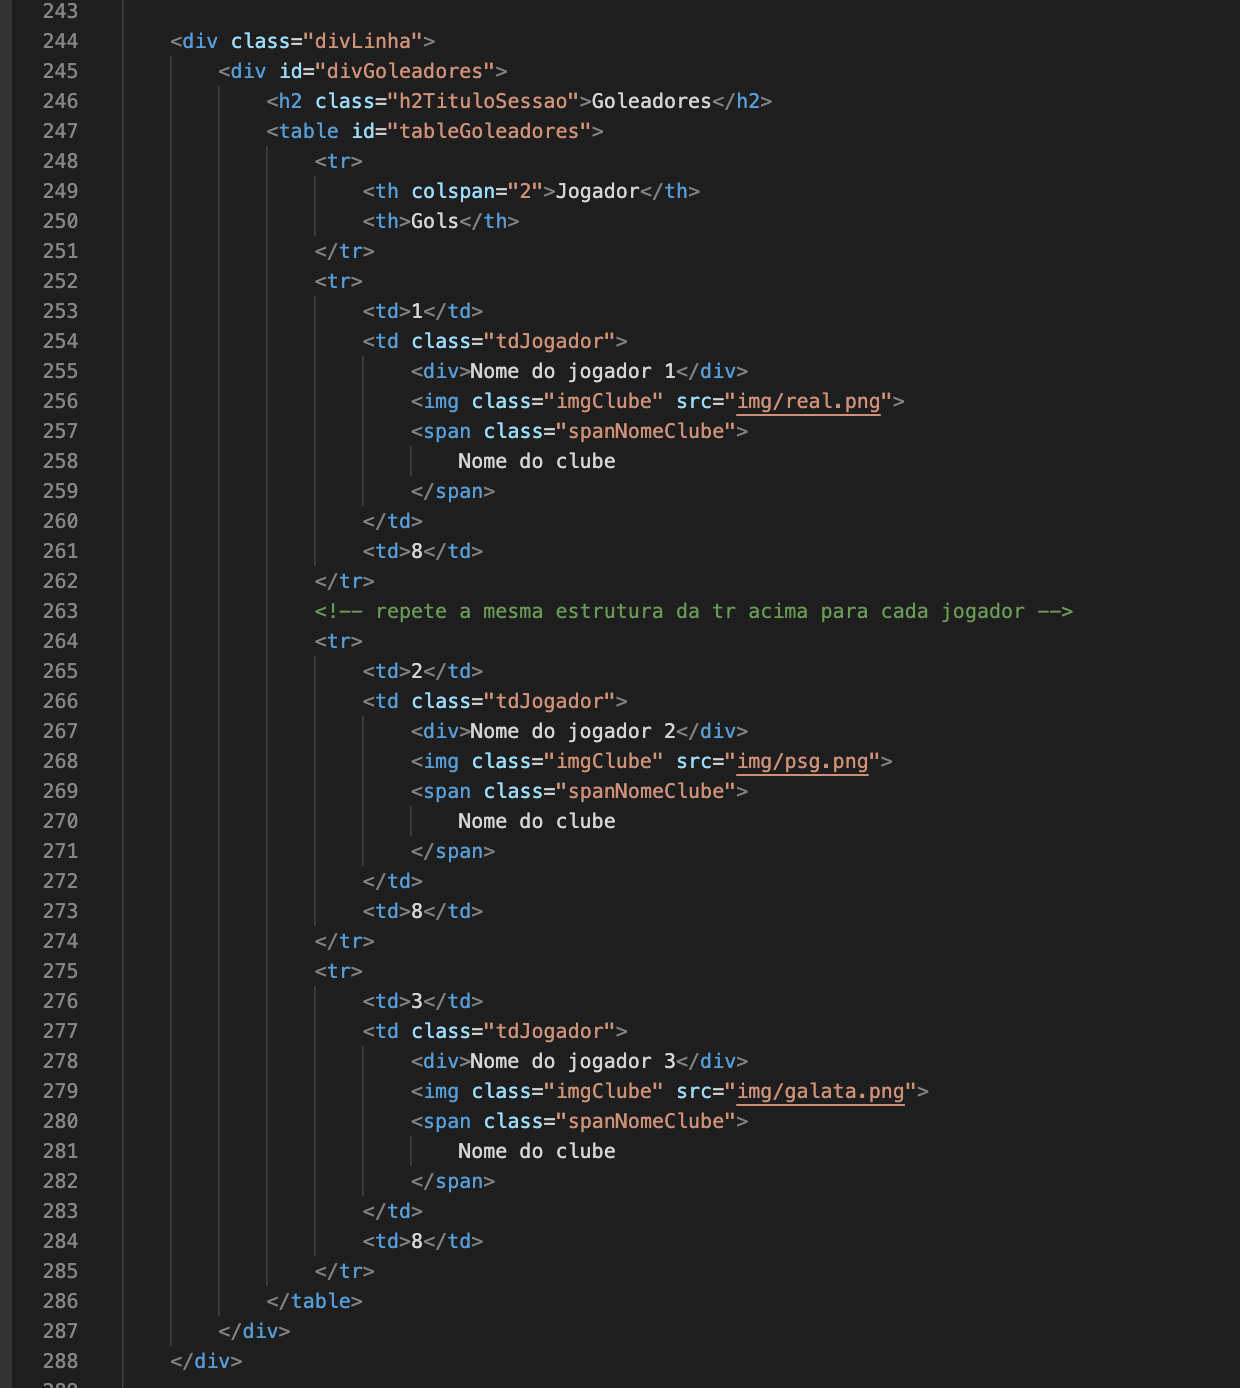 243
244 <div class="divLinha">
245 <div id="divGoleadores">
246 <h2 class="h2TituloSessao">Goleadores</h2>
247 <table id="tableGoleadores">
248 <tr>
249 <th colspan="2">Jogador</th>
250 <th>Gols</th>
251 </tr>
252 <tr>
253 <td>1</td>
254 <td class="tdJogador">
255 <div>Nome do jogador 1</div>
256 <img class="imgClube" src="img/real.png">
257 <span class="spanNomeClube">
258 Nome do clube
259 </span>
260 </td>
261 <td>8</td>
262 </tr>
263 <!-- repete a mesma estrutura da tr acima para cada jogador -->
264 <tr>
265 <td>2</td>
266 <td class="tdJogador">
267 <div>Nome do jogador 2</div>
268 <img class="imgClube" src="img/psg.png">
269 <span class="spanNomeClube">
270 Nome do clube
271 </span>
272 </td>
273 <td>8</td>
274 </tr>
275 <tr>
276 <td>3</td>
277 <td class="tdJogador">
278 <div>Nome do jogador 3</div>
279 <img class="imgClube" src="img/galata.png">
280 <span class="spanNomeClube">
281 Nome do clube
282 </span>
283 </td>
284 <td>8</td>
285 </tr>
286 </table>
287 </div>
288 </div>
289